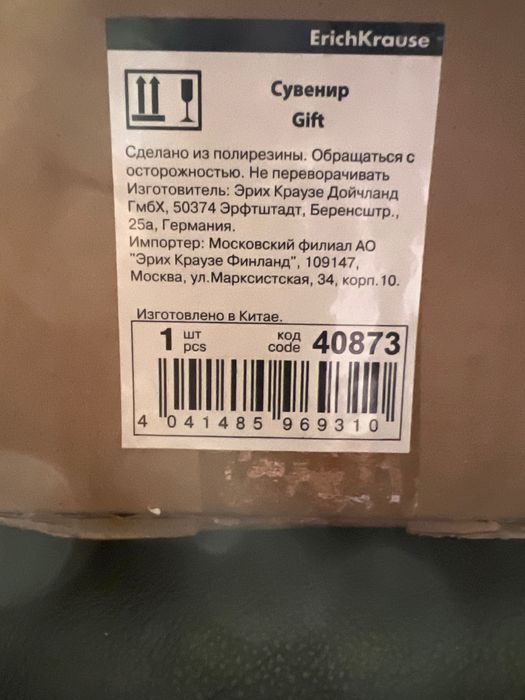 ErichKrause
Сувенир
Gift
Сделано из полирезины. Обращаться с
осторожностью. Не переворачивать
Изготовитель: Эрих Краузе Дойчланд
ГмбХ, 50374 Эрфтштадт, Беренсштр.,
25а, Германия.
Импортер: Московский филиал АО
"Эрих Краузе Финланд", 109147,
Москва, ул.Марксистская, 34, корп.10.
Изготовлено в Китае.
1 шт pcs код code 40873
4 041485 969310